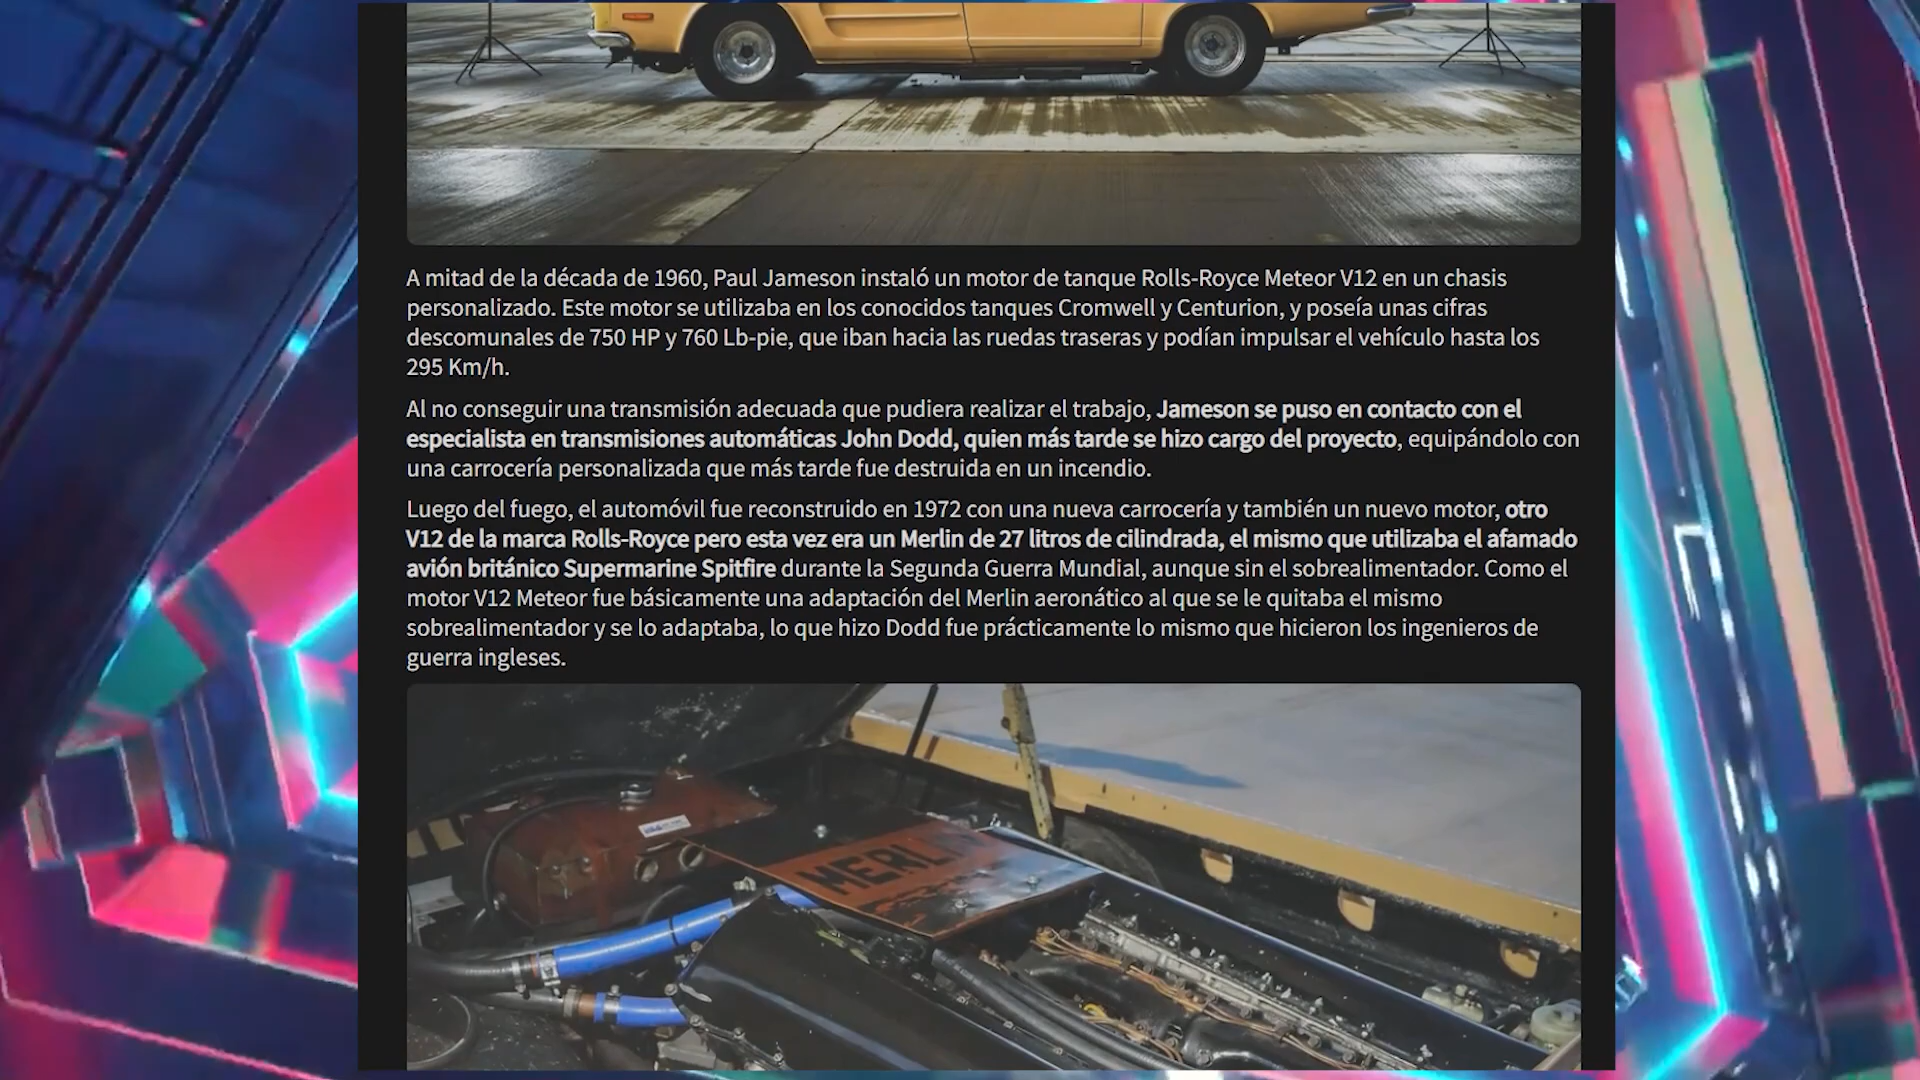 A mitad de la década de 1960, Paul Jameson instaló un motor de tanque Rolls-Royce Meteor V12 en un chasis
personalizado. Este motor se utilizaba en los conocidos tanques Cromwell y Centurion, y poseía unas cifras
descomunales de 750 HP y 760 Lb-pie, que iban hacia las ruedas traseras y podían impulsar el vehículo hasta los
295 Km/h.
Al no conseguir una transmisión adecuada que pudiera realizar el trabajo, Jameson se puso en contacto con el
especialista en transmisiones automáticas John Dodd, quien más tarde se hizo cargo del proyecto, equipándolo con
una carrocería personalizada que más tarde fue destruida en un incendio.
Luego del fuego, el automóvil fue reconstruido en 1972 con una nueva carrocería y también un nuevo motor, otro
V12 de la marca Rolls-Royce pero esta vez era un Merlin de 27 litros de cilindrada, el mismo que utilizaba el afamado
avión británico Supermarine Spitfire durante la Segunda Guerra Mundial, aunque sin el sobrealimentador. Como el
motor V12 Meteor fue básicamente una adaptación del Merlin aeronático al que se le quitaba el mismo
sobrealimentador y se lo adaptaba, lo que hizo Dodd fue prácticamente lo mismo que hicieron los ingenieros de
guerra ingleses.
MERLIN